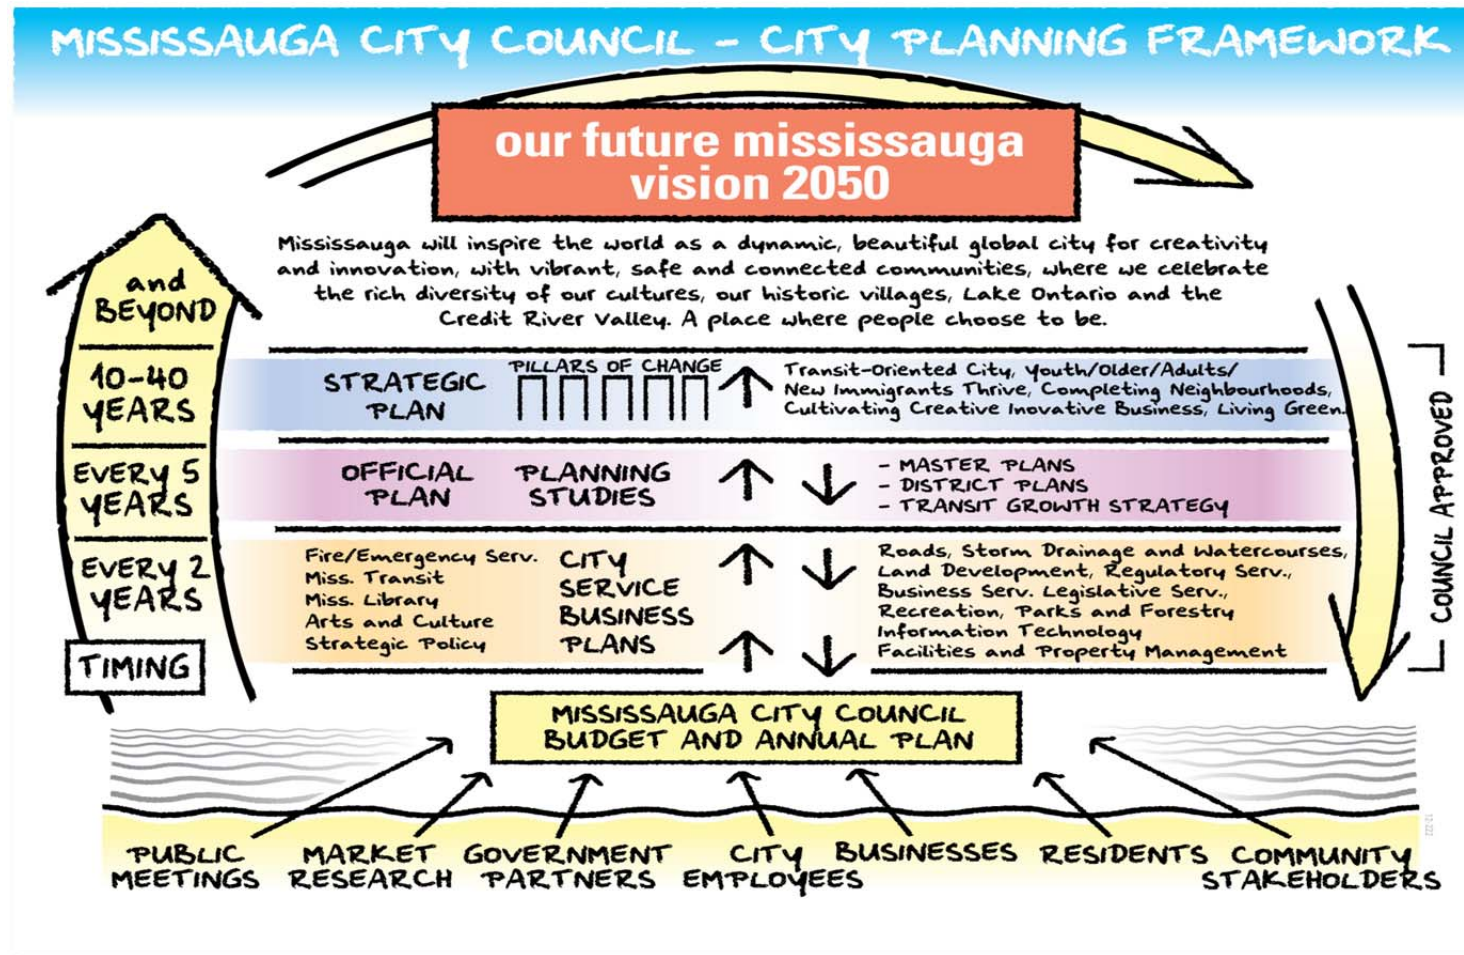 MISSISSAUGA CITY COUNCIL - CITY PLANNING FRAMEWORK
our future mississauga
vision 2050
Mississauga will inspire the world as a dynamic, beautiful global city for creativity
and innovation, with vibrant, safe and connected communities, where we celebrate
the rich diversity of our cultures, our historic villages, Lake Ontario and the
Credit River Valley. A place where people choose to be.
and
BEYOND
10-40
YEARS
STRATEGIC
PLAN
PILLARS OF CHANGE
Transit-Oriented City, Youth/Older/Adults/
New Immigrants Thrive, Completing Neighbourhoods,
Cultivating Creative Inovative Business, Living Green.
EVERY 5
YEARS
OFFICIAL
PLAN
PLANNING
STUDIES
- MASTER PLANS
- DISTRICT PLANS
- TRANSIT GROWTH STRATEGY
EVERY 2
YEARS
Fire/Emergency Serv.
Miss. Transit
Miss. Library
Arts and Culture
Strategic Policy
CITY
SERVICE
BUSINESS
PLANS
Roads, Storm Drainage and Watercourses,
Land Development, Regulatory Serv.,
Business Serv. Legislative Serv.,
Recreation, Parks and Forestry
Information Technology
Facilities and Property Management
TIMING
COUNCIL APPROVED
MISSISSAUGA CITY COUNCIL
BUDGET AND ANNUAL PLAN
PUBLIC
MEETINGS
MARKET
RESEARCH
GOVERNMENT
PARTNERS
CITY
EMPLOYEES
BUSINESSES
RESIDENTS
COMMUNITY
STAKEHOLDERS
12-222